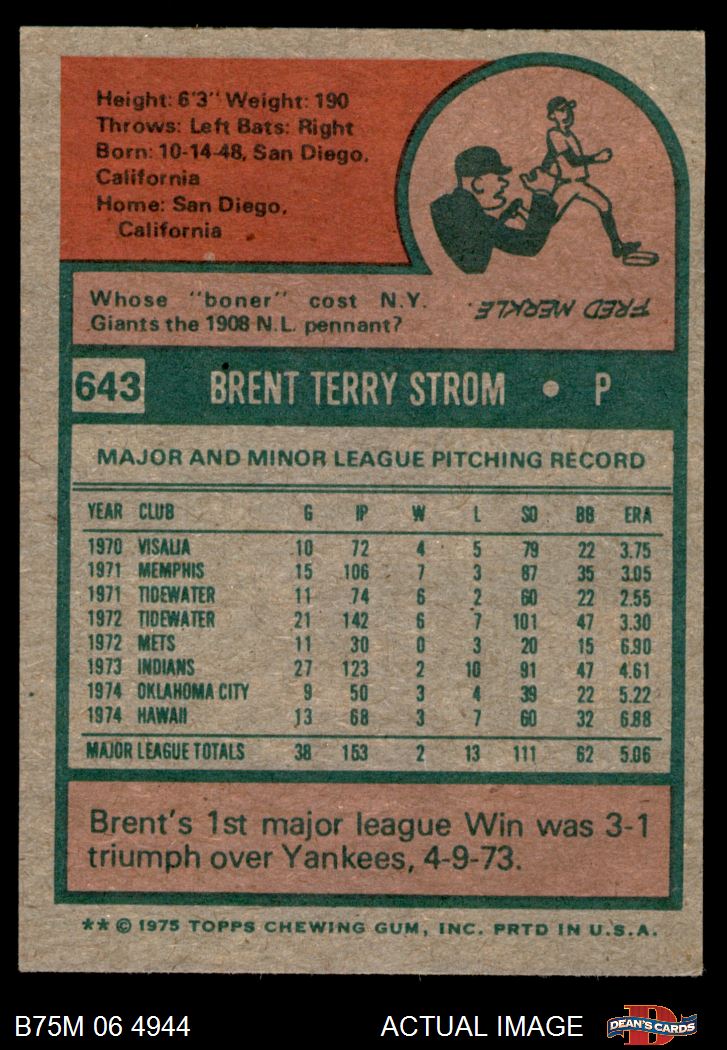 Height: 6'3" Weight: 190
Throws: Left Bats: Right
Born: 10-14-48, San Diego,
California
Home: San Diego,
California
Whose "boner" cost N.Y.
Giants the 1908 N.L. pennant?
FRED MERKLE.
643 BRENT TERRY STROM • P
MAJOR AND MINOR LEAGUE PITCHING RECORD
YEAR CLUB G IP W L SO BB ERA
1970 VISALIA 10 72 4 5 79 22 3.75
1971 MEMPHIS 15 106 7 3 87 35 3.05
1971 TIDEWATER 11 74 6 2 60 22 2.55
1972 TIDEWATER 21 142 6 7 101 47 3.30
1972 METS 11 30 0 3 20 15 6.90
1973 INDIANS 27 123 2 10 91 47 4.61
1974 OKLAHOMA CITY 9 50 3 4 39 22 5.22
1974 HAWAII 13 68 3 7 60 32 6.88
MAJOR LEAGUE TOTALS 38 153 2 13 111 62 5.06
Brent's 1st major league Win was 3-1
triumph over Yankees, 4-9-73.
** © 1975 TOPPS CHEWING GUM, INC. PRTD IN U.S.A.
B75M 06 4944 ACTUAL IMAGE DEAN'S CARDS